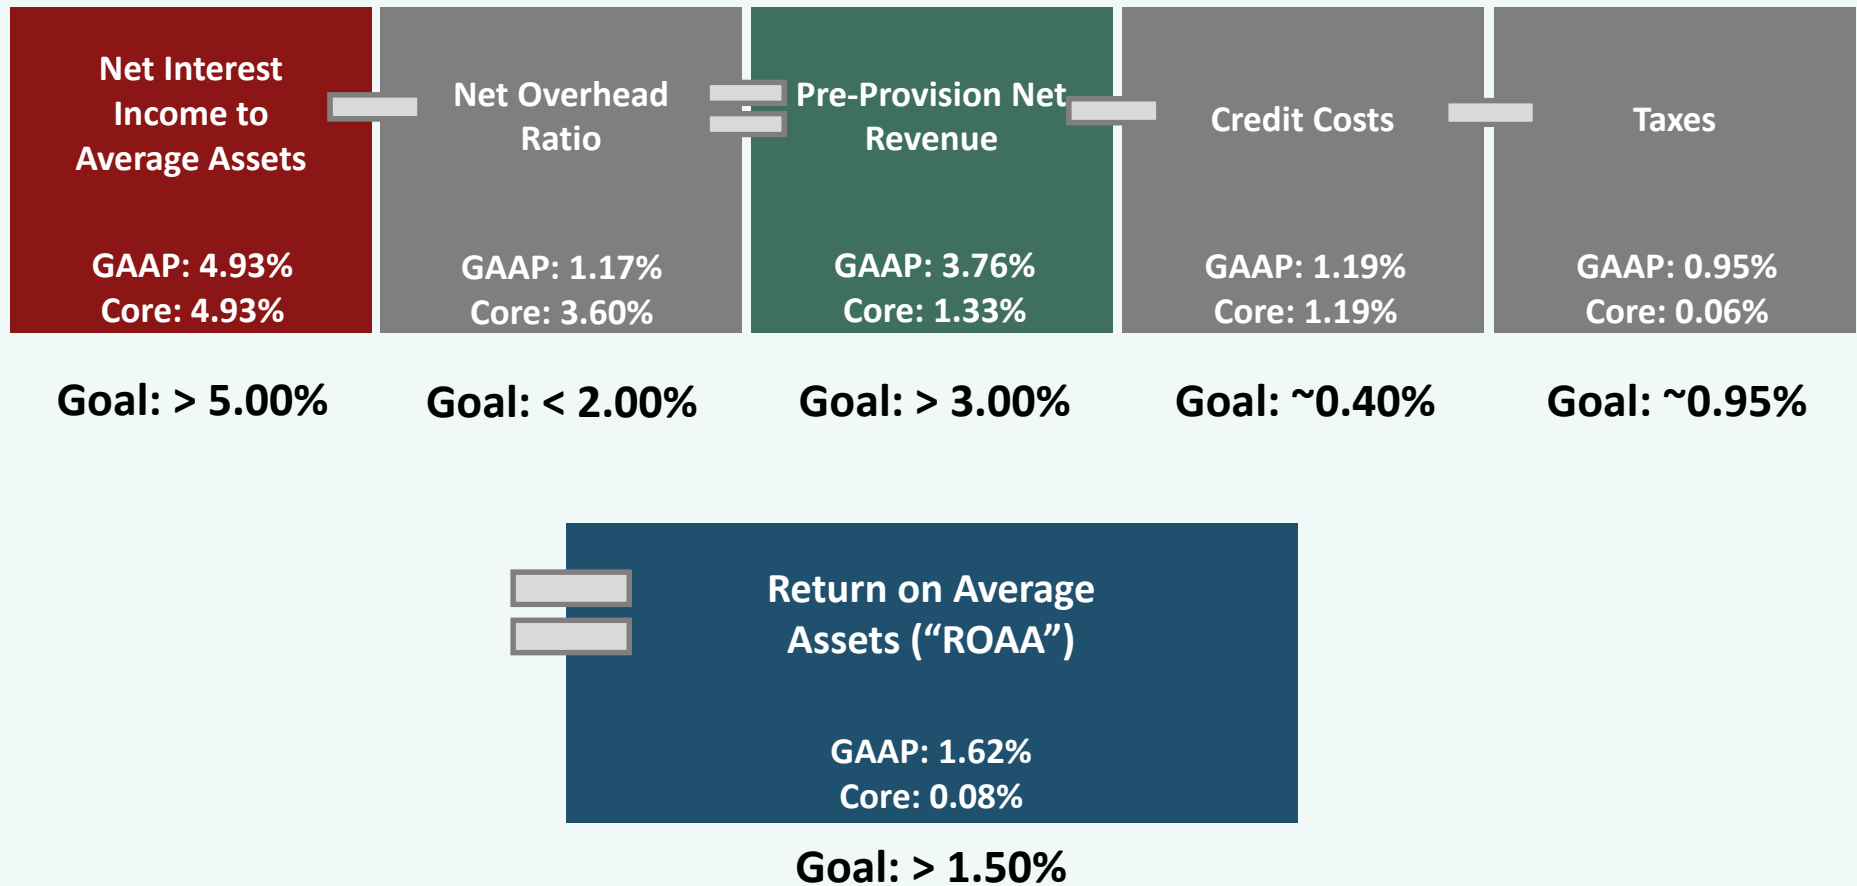 Net Interest
Income to
Average Assets
GAAP: 4.93%
Core: 4.93%
Goal: > 5.00%
Net Overhead
Ratio
GAAP: 1.17%
Core: 3.60%
Goal: < 2.00%
Pre-Provision Net
Revenue
GAAP: 3.76%
Core: 1.33%
Goal: > 3.00%
Credit Costs
GAAP: 1.19%
Core: 1.19%
Goal: ~0.40%
Taxes
GAAP: 0.95%
Core: 0.06%
Goal: ~0.95%
Return on Average
Assets (“ROAA”)
GAAP: 1.62%
Core: 0.08%
Goal: > 1.50%